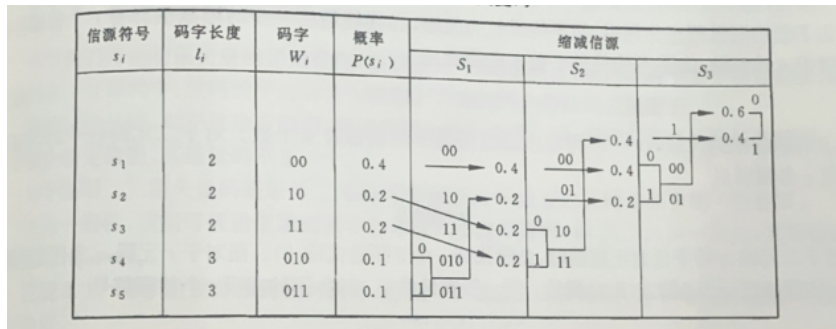 信源符号 码字长度 码字 概率 缩减信源
s_i l_i W_i P(s_i) S_1 S_2 S_3
0.6 0
0.4 1 0.4 1
s_1 2 00 0.4 00 0.4 00 0.4 0 00
s_2 2 10 0.2 10 0.2 01 0.2 1 01
s_3 2 11 0.2 11 0.2 0 10
s_4 3 010 0.1 0 010 0.2 1 11
s_5 3 011 0.1 1 011